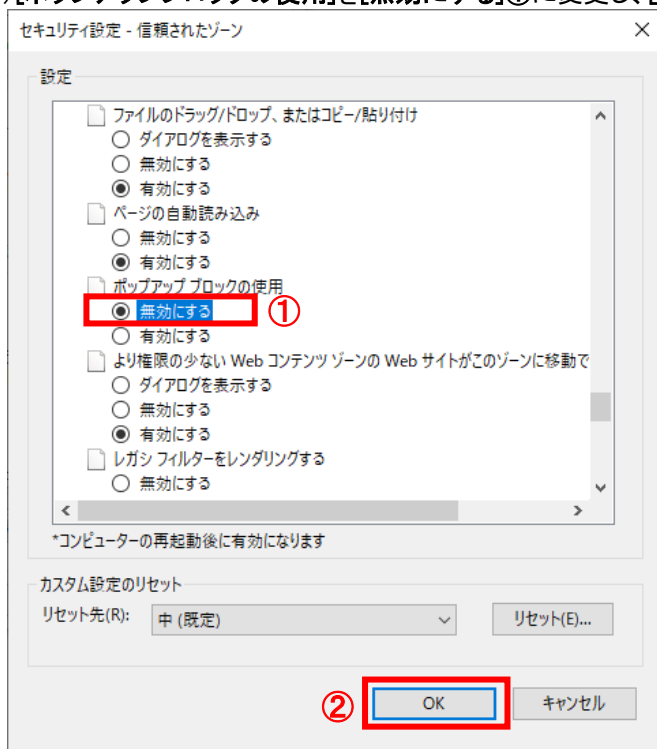 セキュリティ設定 - 信頼されたゾーン
設定
ファイルのドラッグ/ドロップ、またはコピー/貼り付け
ダイアログを表示する
無効にする
有効にする
ページの自動読み込み
無効にする
有効にする
ポップアップ ブロックの使用
無効にする ①
有効にする
より権限の少ない Web コンテンツ ゾーンの Web サイトがこのゾーンに移動で
ダイアログを表示する
無効にする
有効にする
レガシ フィルターをレンダリングする
無効にする
*コンピューターの再起動後に有効になります
カスタム設定のリセット
リセット先(R): 中 (既定) リセット(E)...
② OK キャンセル